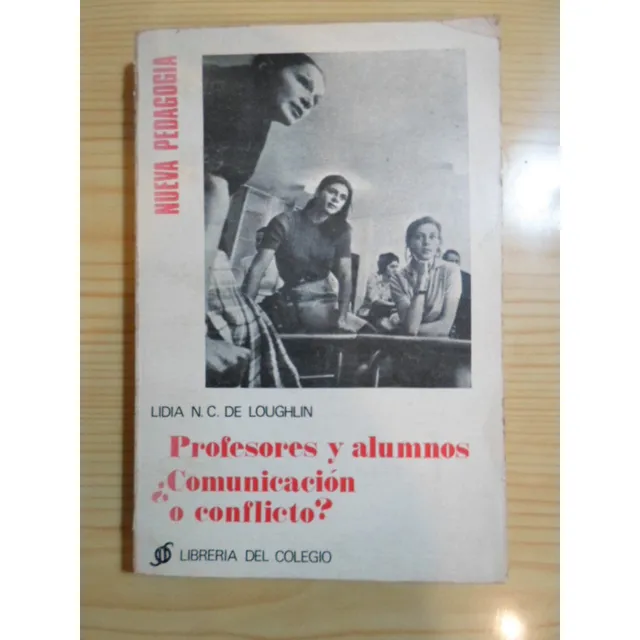 NUEVA PEDAGOGIA
LIDIA N. C. DE LOUGHLIN
Profesores y alumnos
¿Comunicación
o conflicto?
LIBRERIA DEL COLEGIO